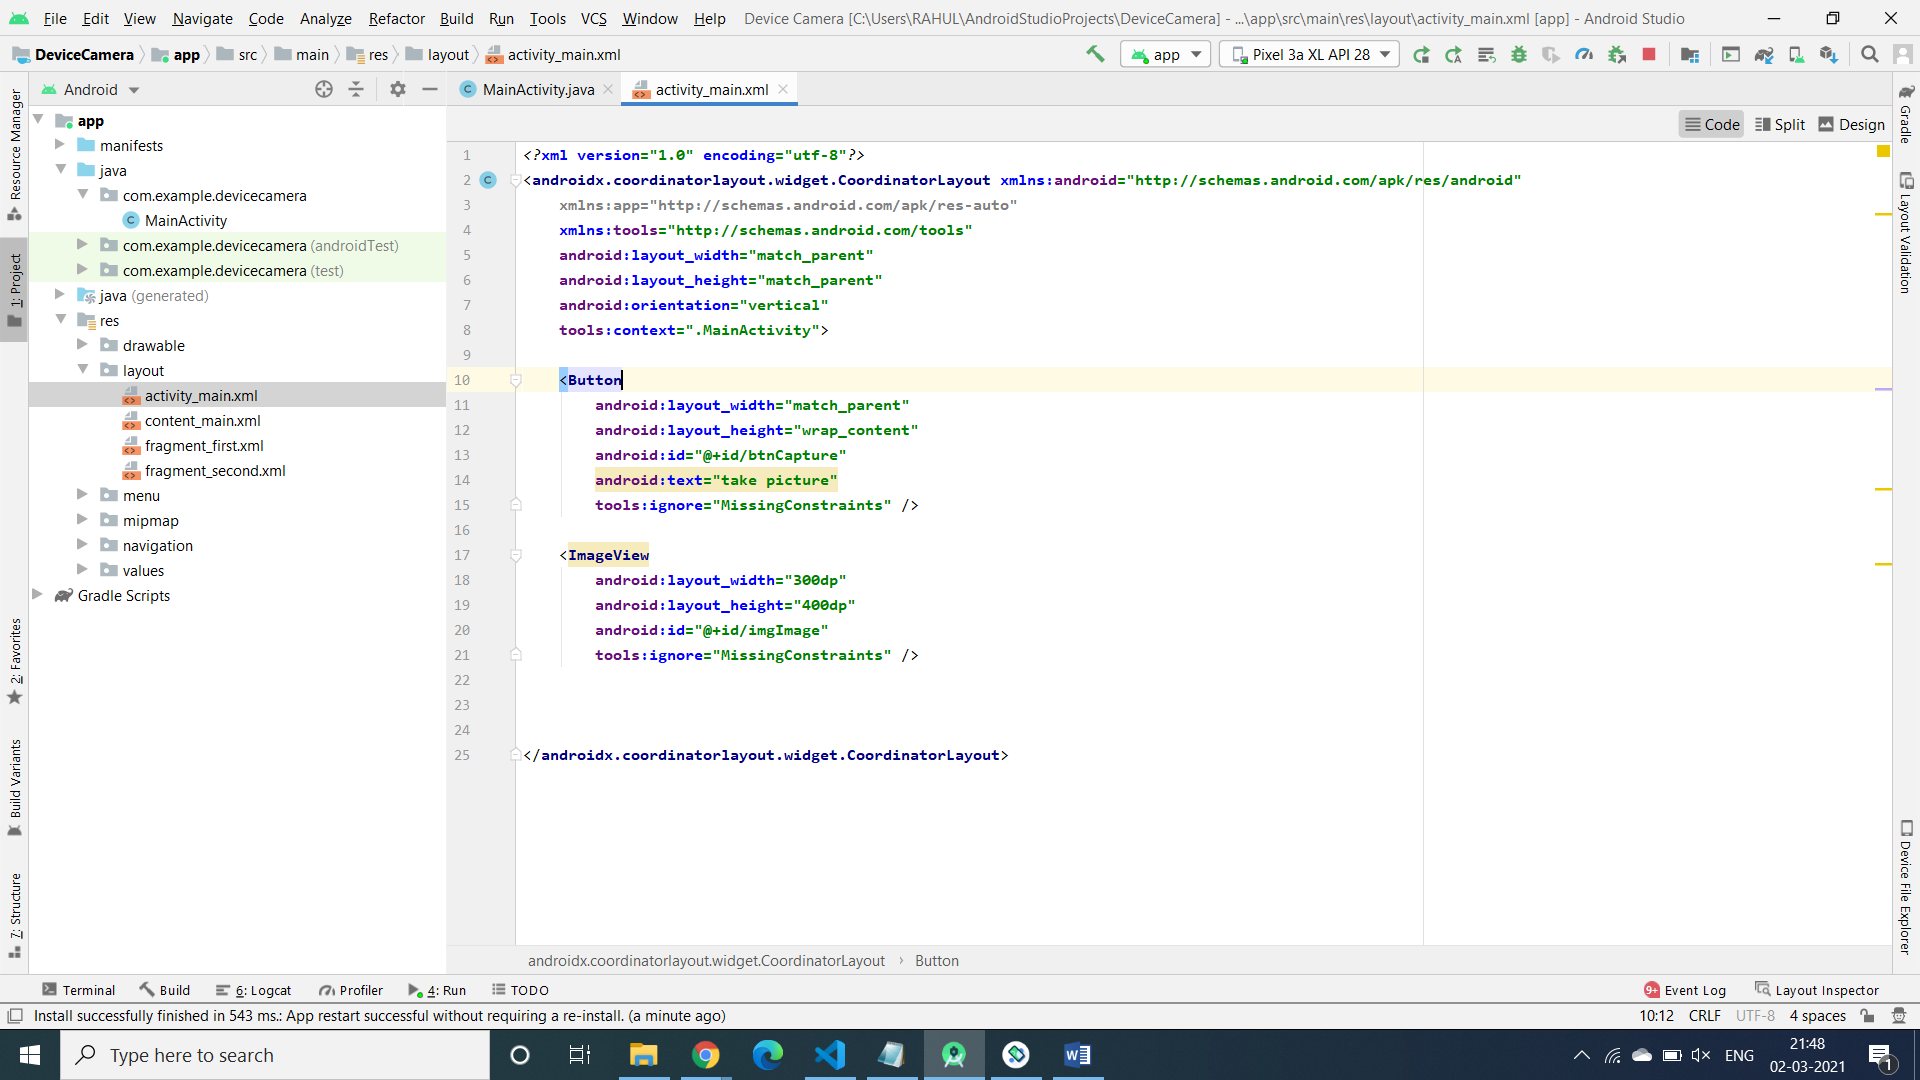 File Edit View Navigate Code Analyze Refactor Build Run Tools VCS Window Help Device Camera [C:\Users\RAHUL\AndroidStudioProjects\DeviceCamera] - ...\app\src\main\res\layout\activity_main.xml [app] - Android Studio
DeviceCamera app src main res layout activity_main.xml app Pixel 3a XL API 28
Android
MainActivity.java
activity_main.xml
Code Split Design
Resource Manager
1: Project
2: Favorites
Build Variants
7: Structure
app
manifests
java
com.example.devicecamera
MainActivity
com.example.devicecamera (androidTest)
com.example.devicecamera (test)
java (generated)
res
drawable
layout
activity_main.xml
content_main.xml
fragment_first.xml
fragment_second.xml
menu
mipmap
navigation
values
Gradle Scripts
1 <?xml version="1.0" encoding="utf-8"?>
2 C <androidx.coordinatorlayout.widget.CoordinatorLayout xmlns:android="http://schemas.android.com/apk/res/android"
3 xmlns:app="http://schemas.android.com/apk/res-auto"
4 xmlns:tools="http://schemas.android.com/tools"
5 android:layout_width="match_parent"
6 android:layout_height="match_parent"
7 android:orientation="vertical"
8 tools:context=".MainActivity">
9
10 <Button
11 android:layout_width="match_parent"
12 android:layout_height="wrap_content"
13 android:id="@+id/btnCapture"
14 android:text="take picture"
15 tools:ignore="MissingConstraints" />
16
17 <ImageView
18 android:layout_width="300dp"
19 android:layout_height="400dp"
20 android:id="@+id/imgImage"
21 tools:ignore="MissingConstraints" />
22
23
24
25 </androidx.coordinatorlayout.widget.CoordinatorLayout>
Gradle
Layout Validation
Device File Explorer
androidx.coordinatorlayout.widget.CoordinatorLayout › Button
Terminal Build 6: Logcat Profiler 4: Run TODO 9+ Event Log Layout Inspector
Install successfully finished in 543 ms.: App restart successful without requiring a re-install. (a minute ago) 10:12 CRLF UTF-8 4 spaces
Type here to search
ENG
21:48
02-03-2021
1